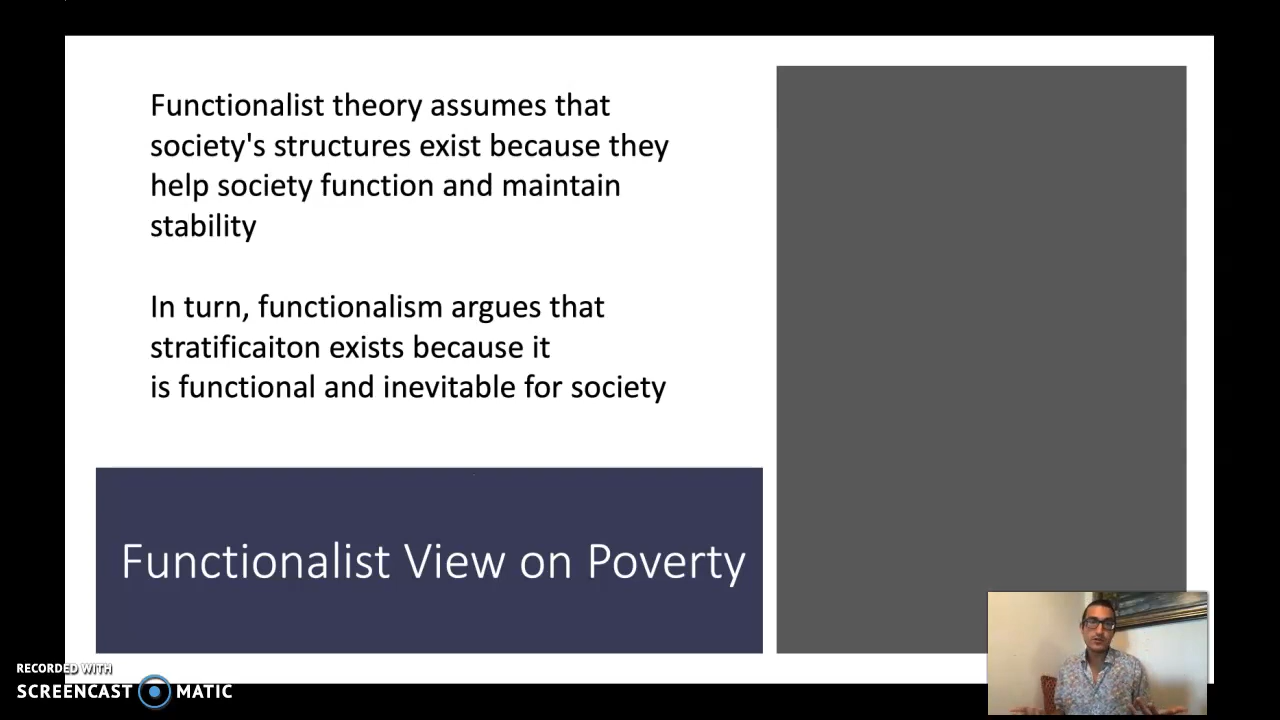 Functionalist theory assumes that
society's structures exist because they
help society function and maintain
stability
In turn, functionalism argues that
stratificaiton exists because it
is functional and inevitable for society
Functionalist View on Poverty
RECORDED WITH
SCREENCAST MATIC